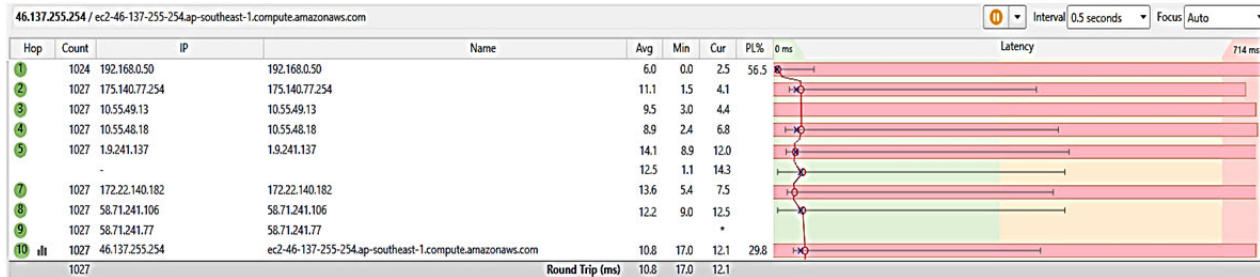 46.137.255.254 / ec2-46-137-255-254.ap-southeast-1.compute.amazonaws.com Interval 0.5 seconds Focus Auto
Hop Count IP Name Avg Min Cur PL% 0 ms Latency 714 ms
1 1024 192.168.0.50 192.168.0.50 6.0 0.0 2.5 56.5
2 1027 175.140.77.254 175.140.77.254 11.1 1.5 4.1
3 1027 10.55.49.13 10.55.49.13 9.5 3.0 4.4
4 1027 10.55.48.18 10.55.48.18 8.9 2.4 6.8
5 1027 1.9.241.137 1.9.241.137 14.1 8.9 12.0
- 12.5 1.1 14.3
7 1027 172.22.140.182 172.22.140.182 13.6 5.4 7.5
8 1027 58.71.241.106 58.71.241.106 12.2 9.0 12.5
9 1027 58.71.241.77 58.71.241.77 *
10 1027 46.137.255.254 ec2-46-137-255-254.ap-southeast-1.compute.amazonaws.com 10.8 17.0 12.1 29.8
1027 Round Trip (ms) 10.8 17.0 12.1